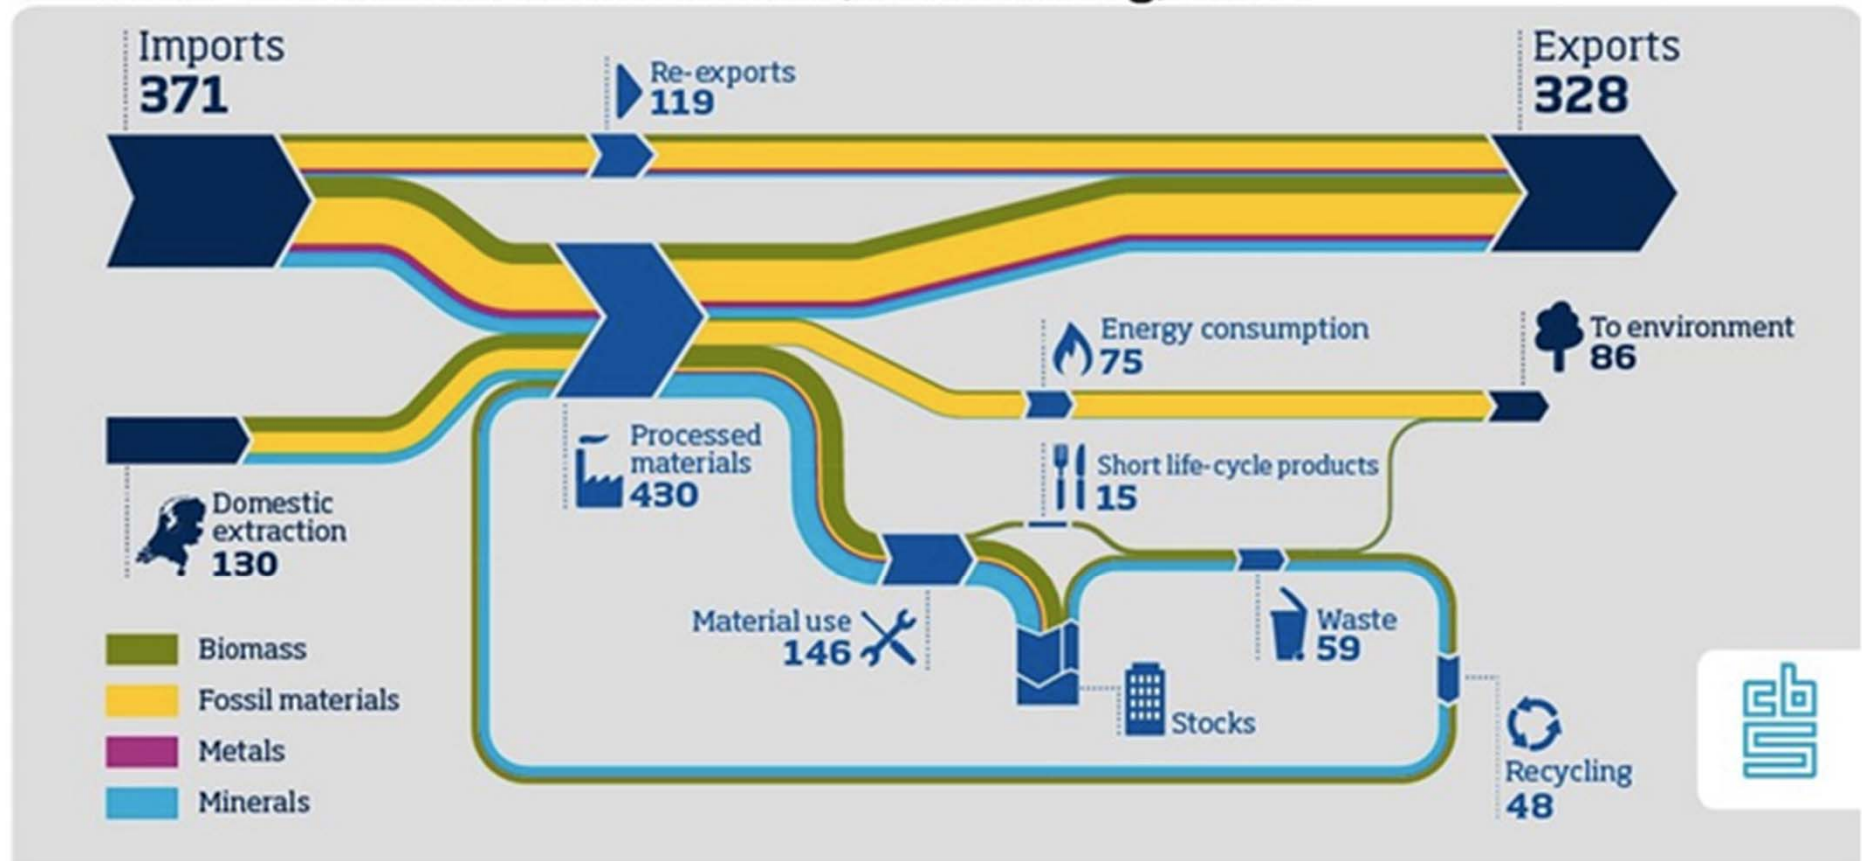 Imports
371
Re-exports
119
Exports
328
Energy consumption
75
To environment
86
Processed
materials
430
Short life-cycle products
15
Domestic
extraction
130
Material use
146
Waste
59
Stocks
Recycling
48
Biomass
Fossil materials
Metals
Minerals
cbs